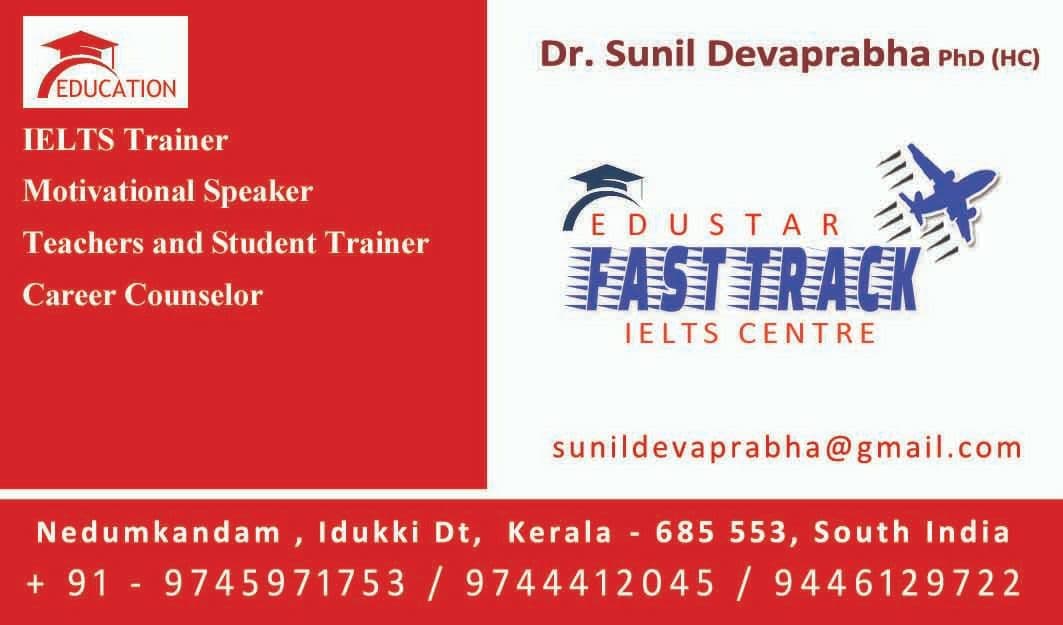 EDUCATION
IELTS Trainer
Motivational Speaker
Teachers and Student Trainer
Career Counselor
Dr. Sunil Devaprabha PhD (HC)
EDUSTAR
FAST TRACK
IELTS CENTRE
sunildevaprabha@gmail.com
Nedumkandam , Idukki Dt, Kerala - 685 553, South India
+ 91 - 9745971753 / 9744412045 / 9446129722